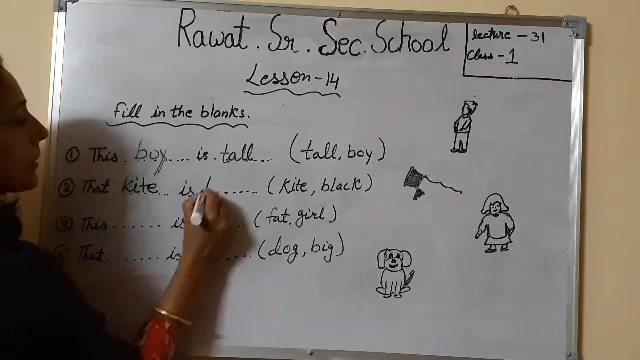 Rawat. Sr. Sec. School
Lecture - 31
Class - 1
Lesson - 14
Fill in the blanks.
① This boy.... is tall... (tall, boy)
② That kite .. is ........ (kite, black)
③ This ....... is ....... (fat, girl)
④ That ........ is ....... (dog, big)